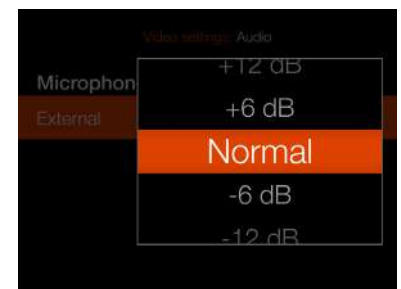 Video settings: Audio
+12 dB
Microphon
+6 dB
External
Normal
-6 dB
-12 dB